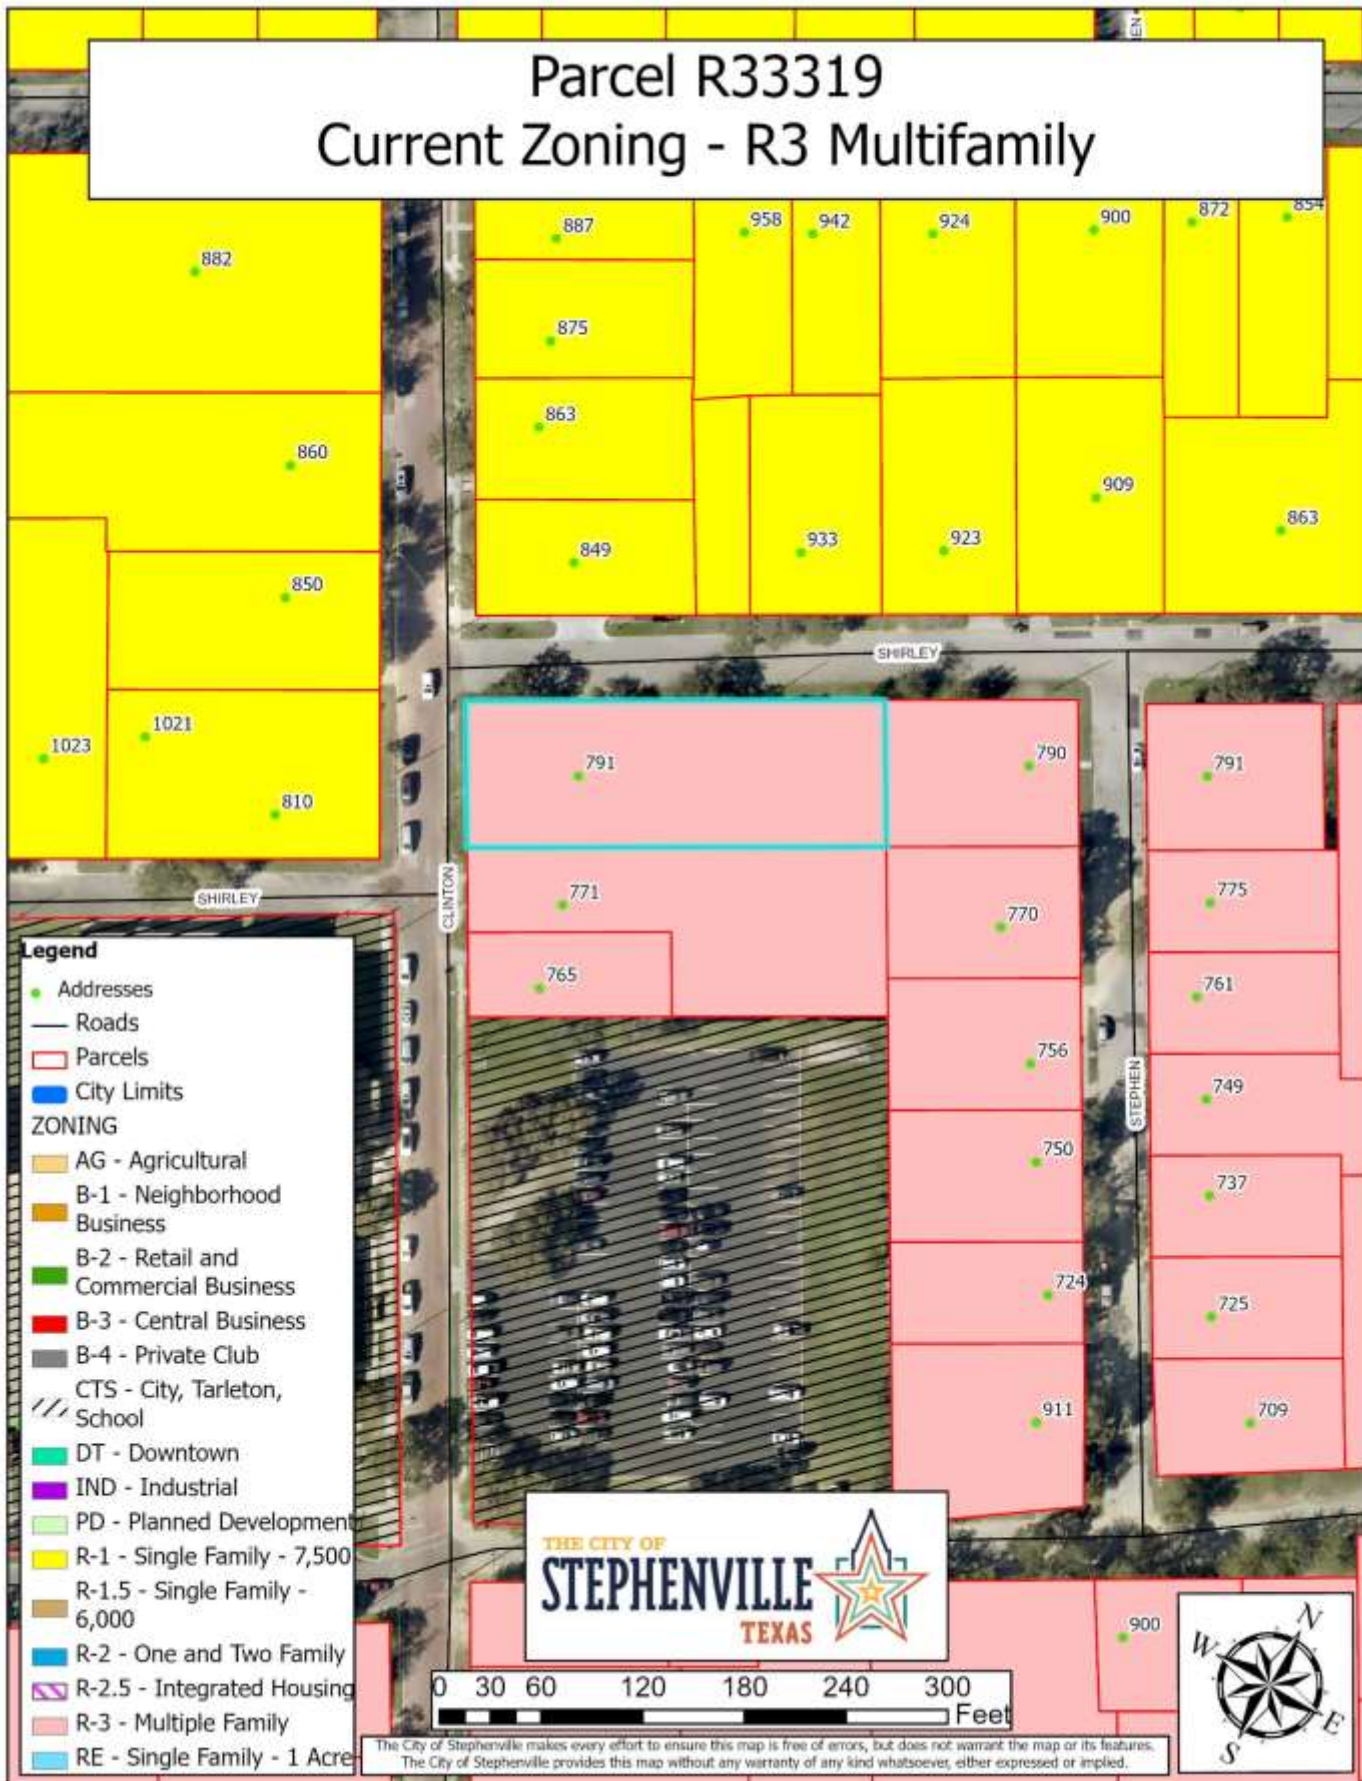 Parcel R33319
Current Zoning - R3 Multifamily
887
958
942
924
900
872
854
882
875
863
860
909
863
849
933
923
850
SHIRLEY
1023
1021
810
791
790
791
SHIRLEY
CLINTON
771
770
775
765
761
756
STEPHEN
749
750
737
724
725
911
709
900
Legend
Addresses
Roads
Parcels
City Limits
ZONING
AG - Agricultural
B-1 - Neighborhood
Business
B-2 - Retail and
Commercial Business
B-3 - Central Business
B-4 - Private Club
CTS - City, Tarleton,
School
DT - Downtown
IND - Industrial
PD - Planned Development
R-1 - Single Family - 7,500
R-1.5 - Single Family -
6,000
R-2 - One and Two Family
R-2.5 - Integrated Housing
R-3 - Multiple Family
RE - Single Family - 1 Acre
THE CITY OF
STEPHENVILLE
TEXAS
0 30 60 120 180 240 300
Feet
N
W
E
S
The City of Stephenville makes every effort to ensure this map is free of errors, but does not warrant the map or its features.
The City of Stephenville provides this map without any warranty of any kind whatsoever, either expressed or implied.